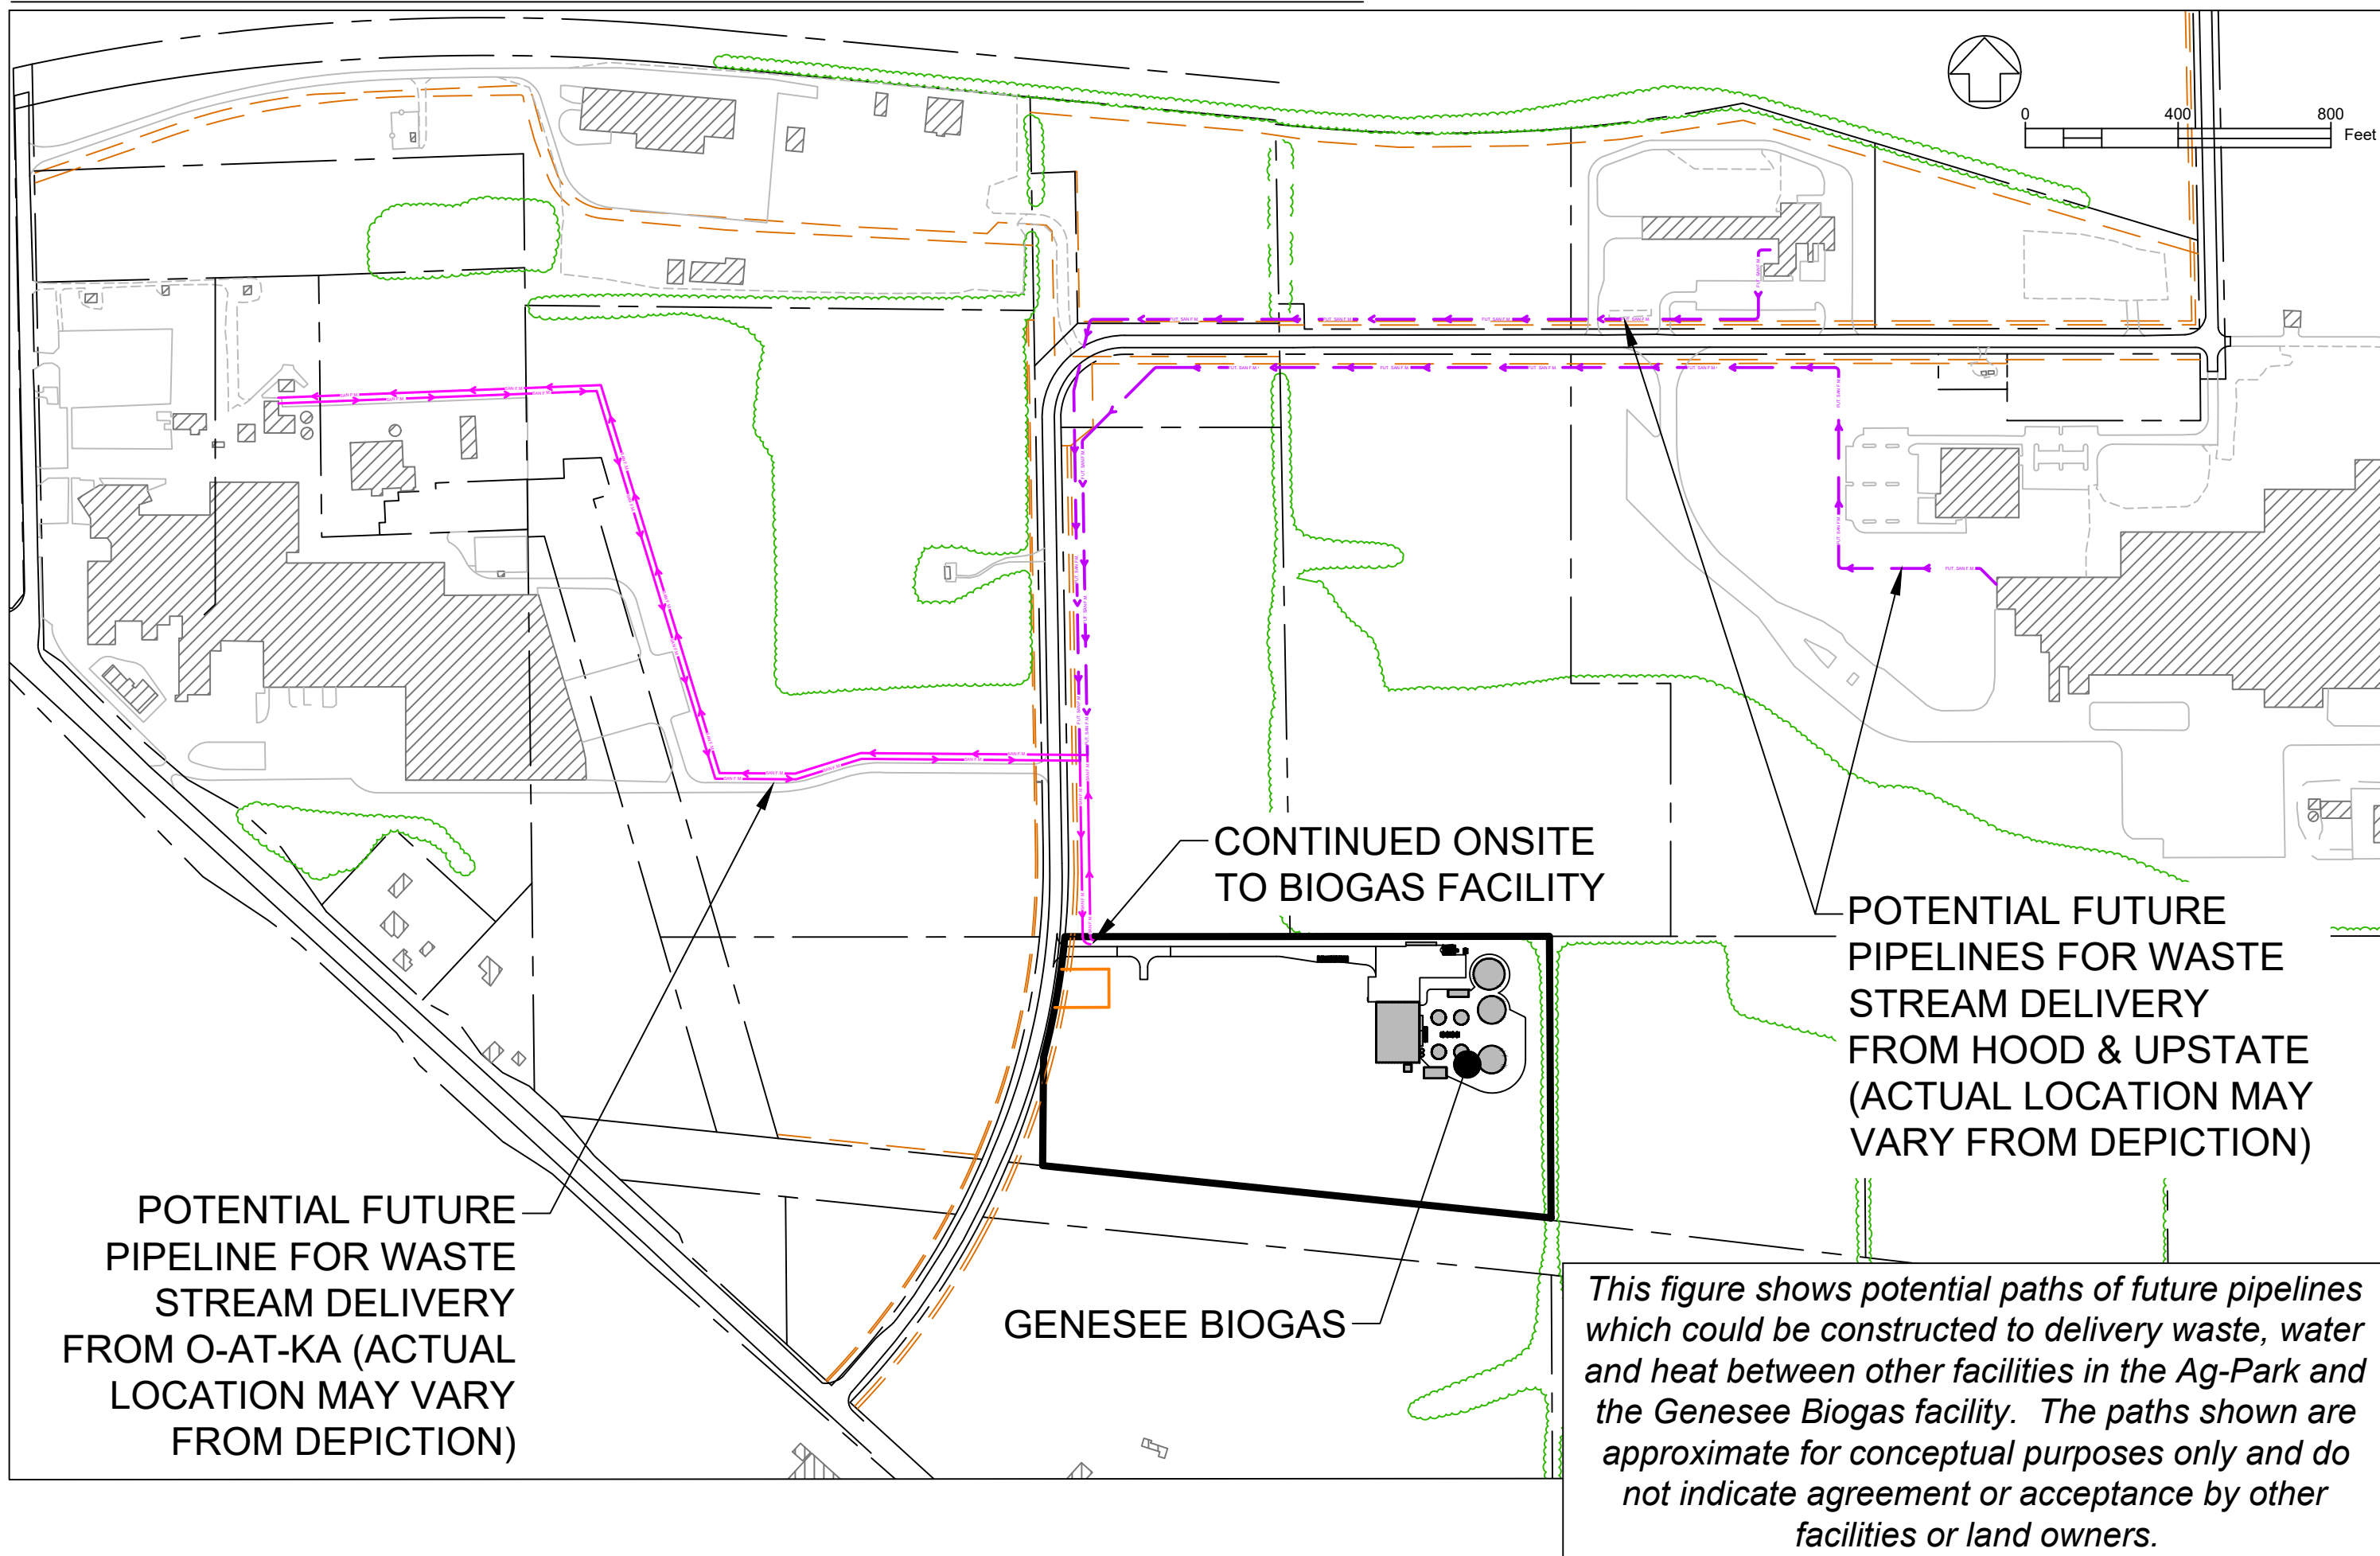 0 400 800
Feet
FUT. SAN F.M.
SAN F.M.
CONTINUED ONSITE
TO BIOGAS FACILITY
POTENTIAL FUTURE
PIPELINES FOR WASTE
STREAM DELIVERY
FROM HOOD & UPSTATE
(ACTUAL LOCATION MAY
VARY FROM DEPICTION)
POTENTIAL FUTURE
PIPELINE FOR WASTE
STREAM DELIVERY
FROM O-AT-KA (ACTUAL
LOCATION MAY VARY
FROM DEPICTION)
GENESEE BIOGAS
This figure shows potential paths of future pipelines
which could be constructed to delivery waste, water
and heat between other facilities in the Ag-Park and
the Genesee Biogas facility.  The paths shown are
approximate for conceptual purposes only and do
not indicate agreement or acceptance by other
facilities or land owners.